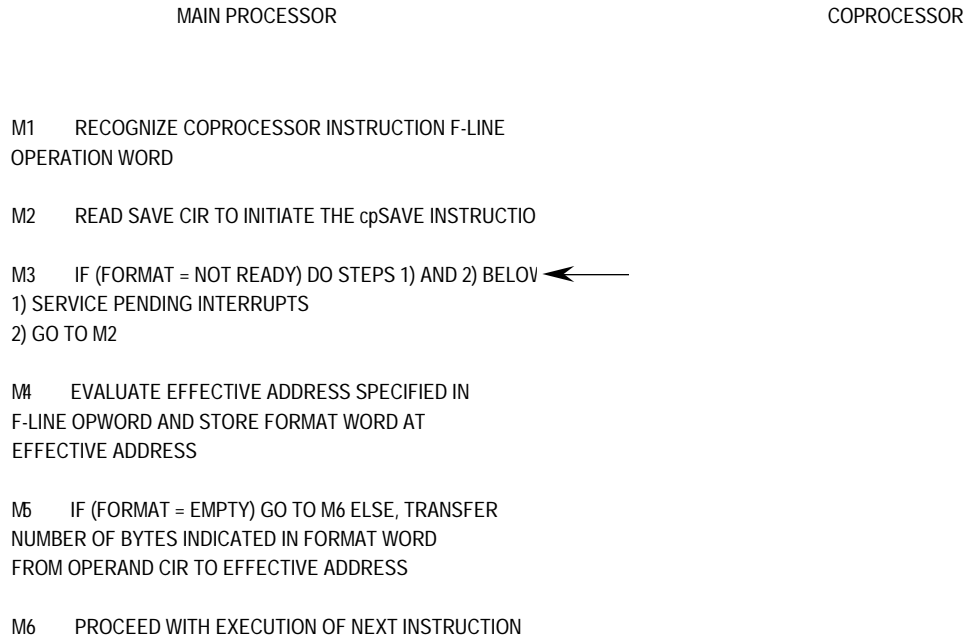 MAIN PROCESSOR COPROCESSOR
M1 RECOGNIZE COPROCESSOR INSTRUCTION F-LINE
OPERATION WORD
M2 READ SAVE CIR TO INITIATE THE cpSAVE INSTRUCTIO
M3 IF (FORMAT = NOT READY) DO STEPS 1) AND 2)
1) SERVICE PENDING INTERRUPTS
2) GO TO M2
M4 EVALUATE EFFECTIVE ADDRESS SPECIFIED IN
F-LINE OPWORD AND STORE FORMAT WORD AT
EFFECTIVE ADDRESS
M5 IF (FORMAT = EMPTY) GO TO M6 ELSE, TRANSFER
NUMBER OF BYTES INDICATED IN FORMAT WORD
FROM OPERAND CIR TO EFFECTIVE ADDRESS
M6 PROCEED WITH EXECUTION OF NEXT INSTRUCTION